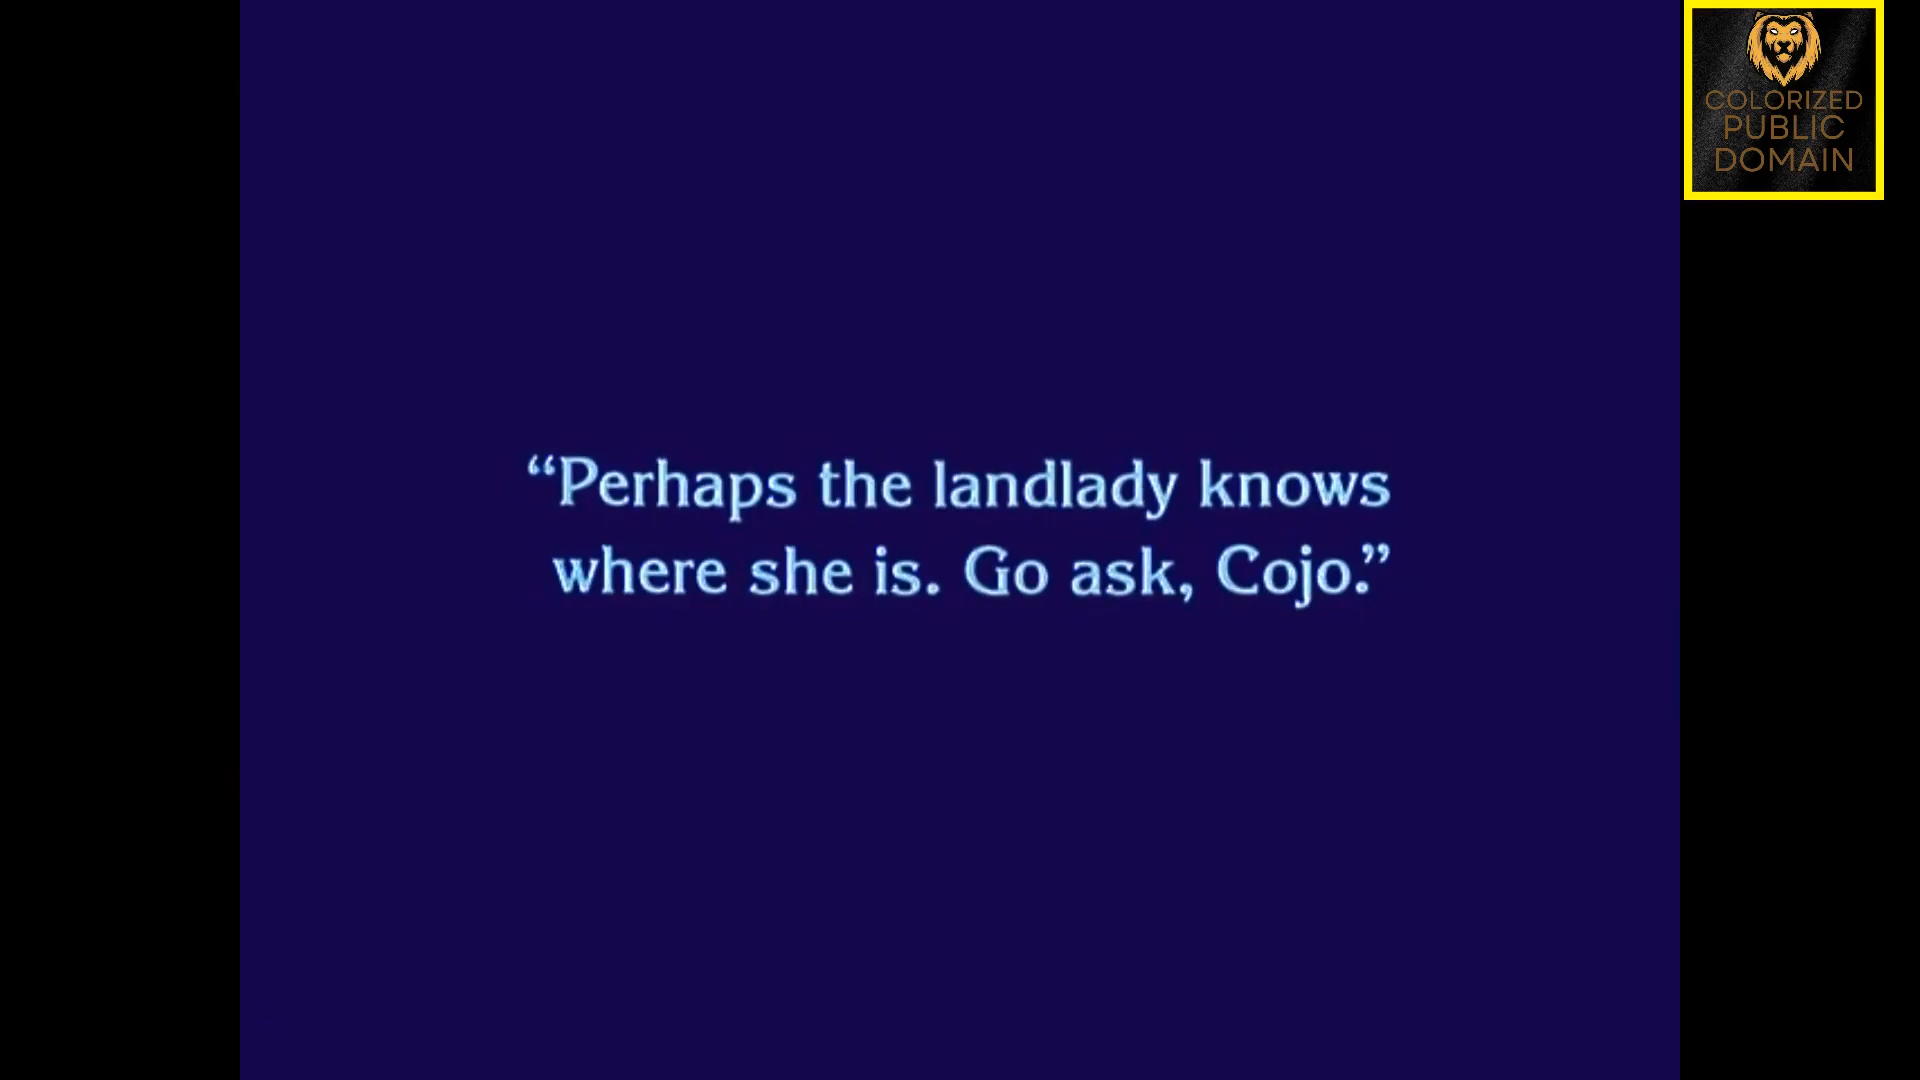 COLORIZED
PUBLIC
DOMAIN
“Perhaps the landlady knows
where she is. Go ask, Cojo.”